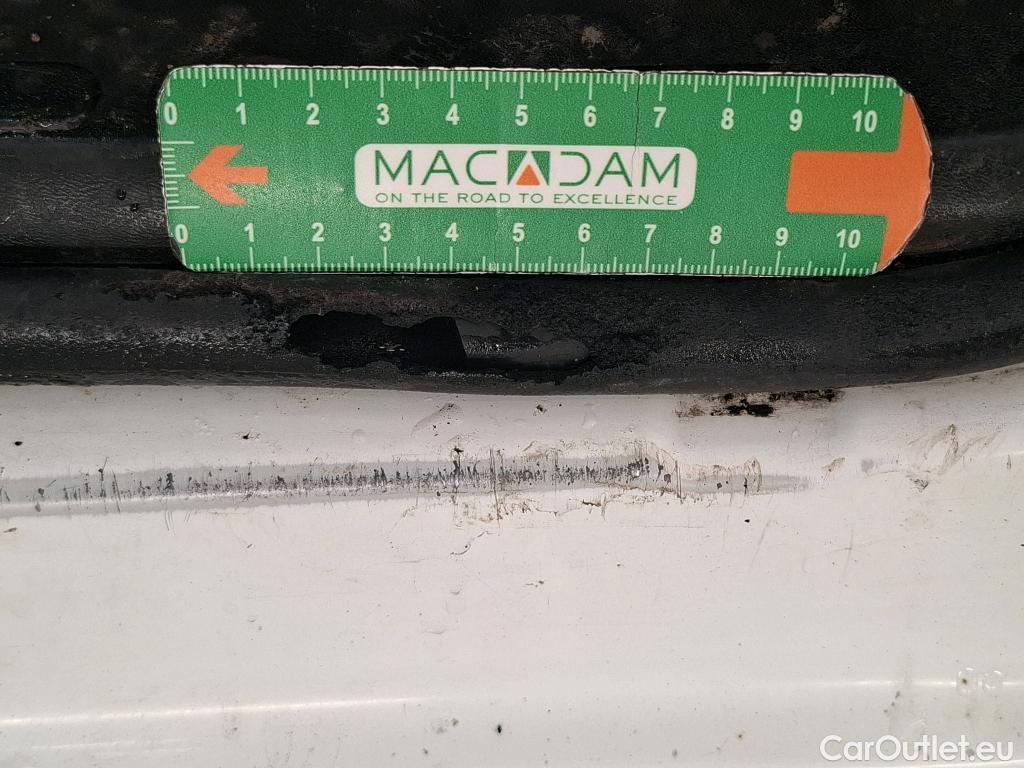 0 1 2 3 4 5 6 7 8 9 10
MACADAM
ON THE ROAD TO EXCELLENCE
0 1 2 3 4 5 6 7 8 9 10
CarOutlet.eu